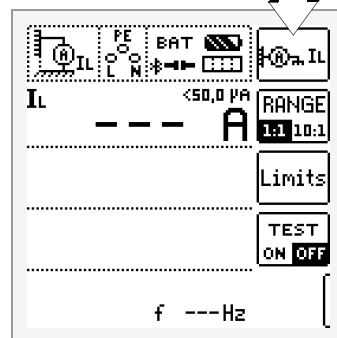 A IL
PE
L N
BAT
A IL
IL <50,0 µA
--- A
RANGE
1:1 10:1
Limits
TEST
ON OFF
f ---Hz